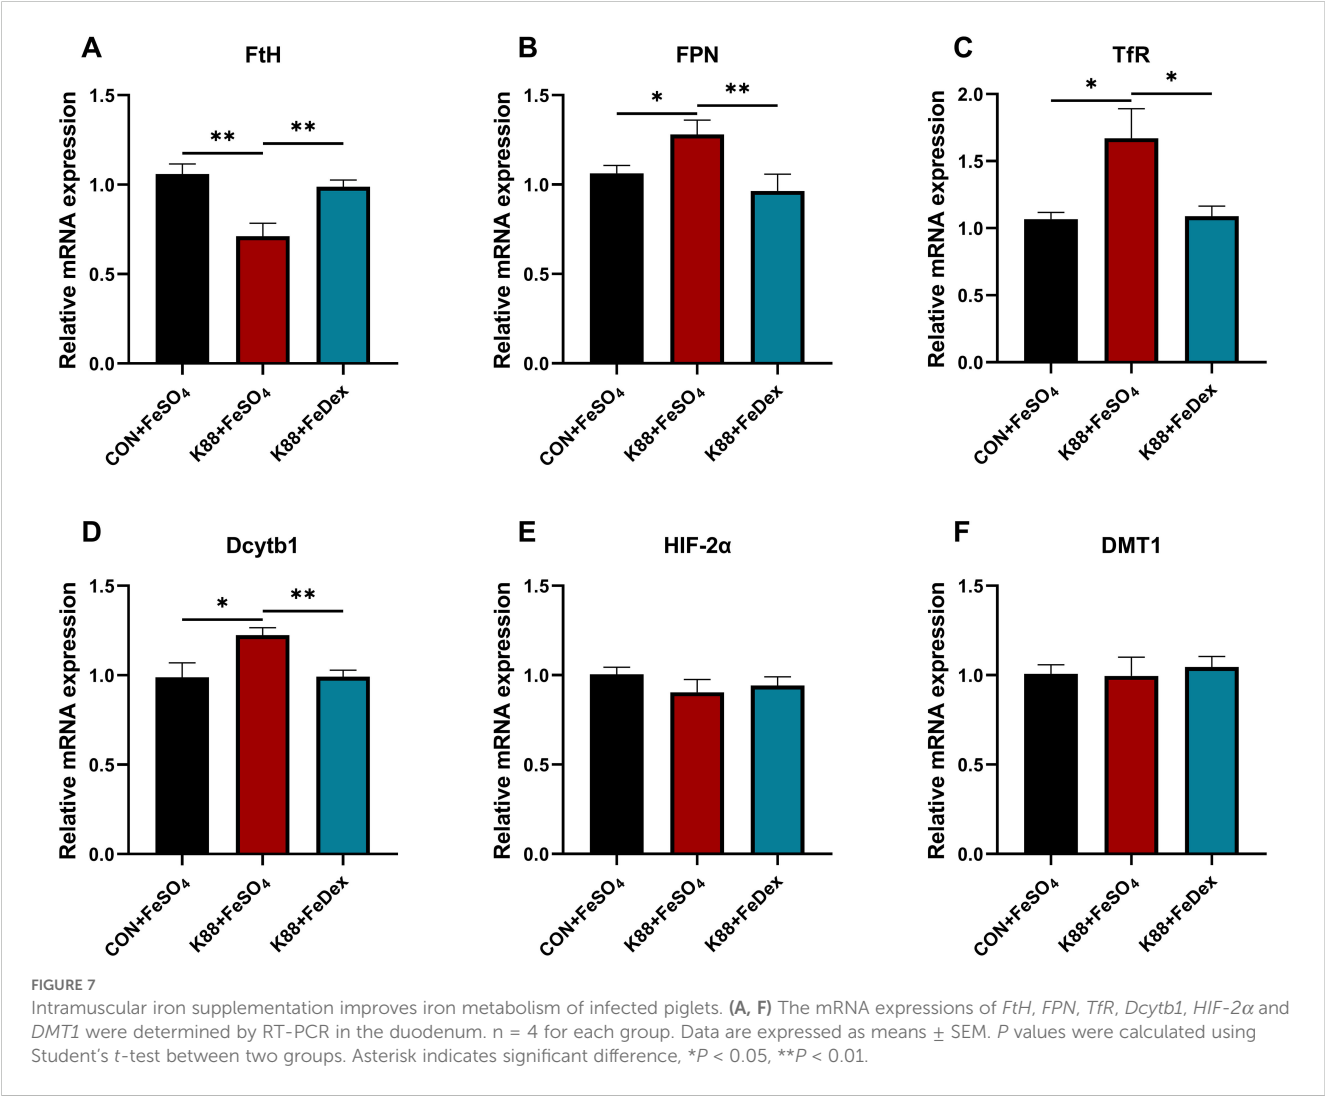 A
FtH
Relative mRNA expression
1.5
1.0
0.5
0.0
**
**
CON+FeSO₄
K88+FeSO₄
K88+FeDex
B
FPN
Relative mRNA expression
1.5
1.0
0.5
0.0
*
**
CON+FeSO₄
K88+FeSO₄
K88+FeDex
C
TfR
Relative mRNA expression
2.0
1.5
1.0
0.5
0.0
*
*
CON+FeSO₄
K88+FeSO₄
K88+FeDex
D
Dcytb1
Relative mRNA expression
1.5
1.0
0.5
0.0
*
**
CON+FeSO₄
K88+FeSO₄
K88+FeDex
E
HIF-2α
Relative mRNA expression
1.5
1.0
0.5
0.0
CON+FeSO₄
K88+FeSO₄
K88+FeDex
F
DMT1
Relative mRNA expression
1.5
1.0
0.5
0.0
CON+FeSO₄
K88+FeSO₄
K88+FeDex
FIGURE 7
Intramuscular iron supplementation improves iron metabolism of infected piglets. (A, F) The mRNA expressions of FtH, FPN, TfR, Dcytb1, HIF-2α and
DMT1 were determined by RT-PCR in the duodenum. n = 4 for each group. Data are expressed as means ± SEM. P values were calculated using
Student's t-test between two groups. Asterisk indicates significant difference, *P < 0.05, **P < 0.01.